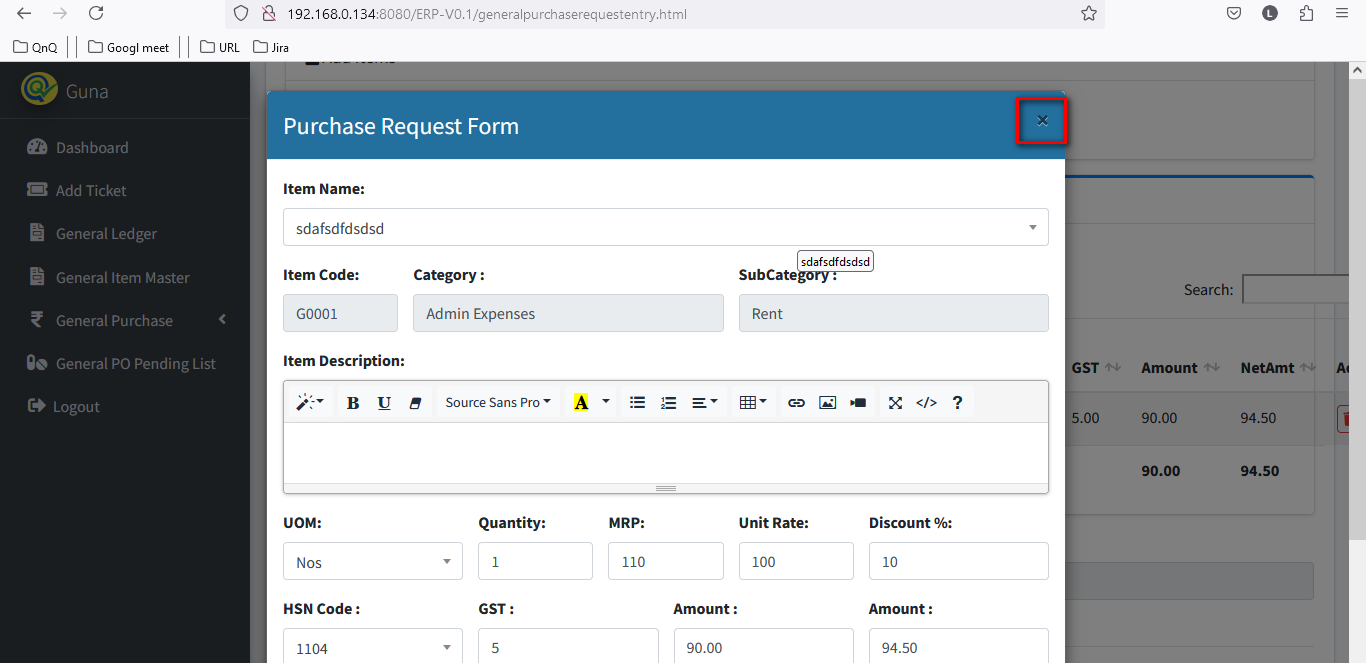 192.168.0.134:8080/ERP-V0.1/generalpurchaserequestentry.html
L
QnQ Googl meet URL Jira
Guna
Dashboard
Add Ticket
General Ledger
General Item Master
General Purchase
General PO Pending List
Logout
Add Items
Purchase Request Form ×
Item Name:
sdafsdfdsdsd
sdafsdfdsdsd
Item Code: Category : SubCategory :
G0001 Admin Expenses Rent
Item Description:
B U Source Sans Pro A </> ?
UOM: Quantity: MRP: Unit Rate: Discount %:
Nos 1 110 100 10
HSN Code : GST : Amount : Amount :
1104 5 90.00 94.50
Search:
GST Amount NetAmt
5.00 90.00 94.50
90.00 94.50